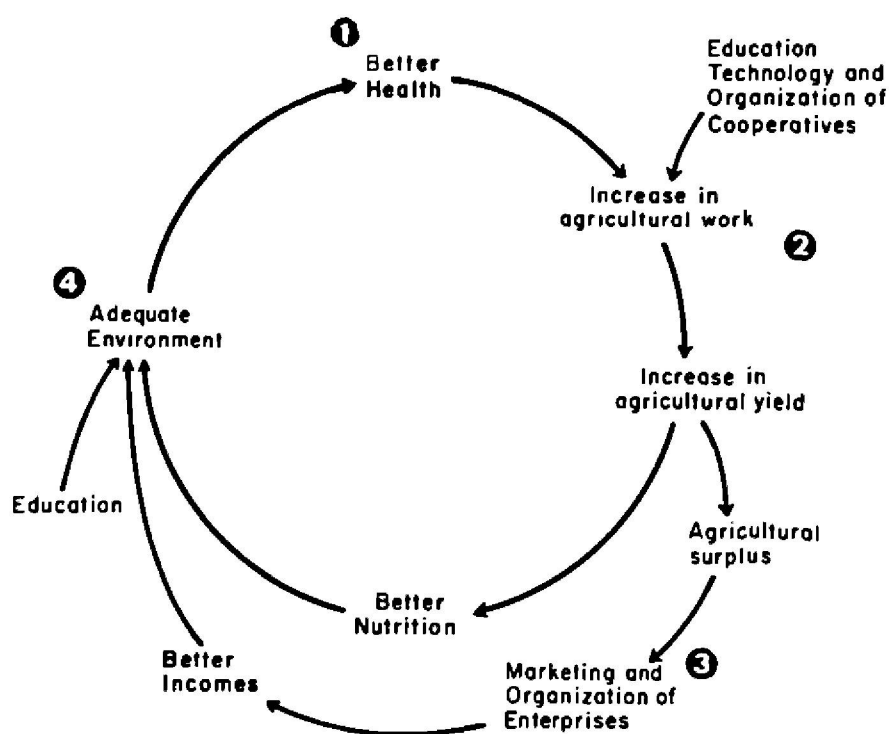 1
Better
Health
Education
Technology and
Organization of
Cooperatives
Increase in
agricultural work
2
Increase in
agricultural yield
Agricultural
surplus
3
Marketing and
Organization of
Enterprises
Better
Nutrition
Better
Incomes
Education
4
Adequate
Environment